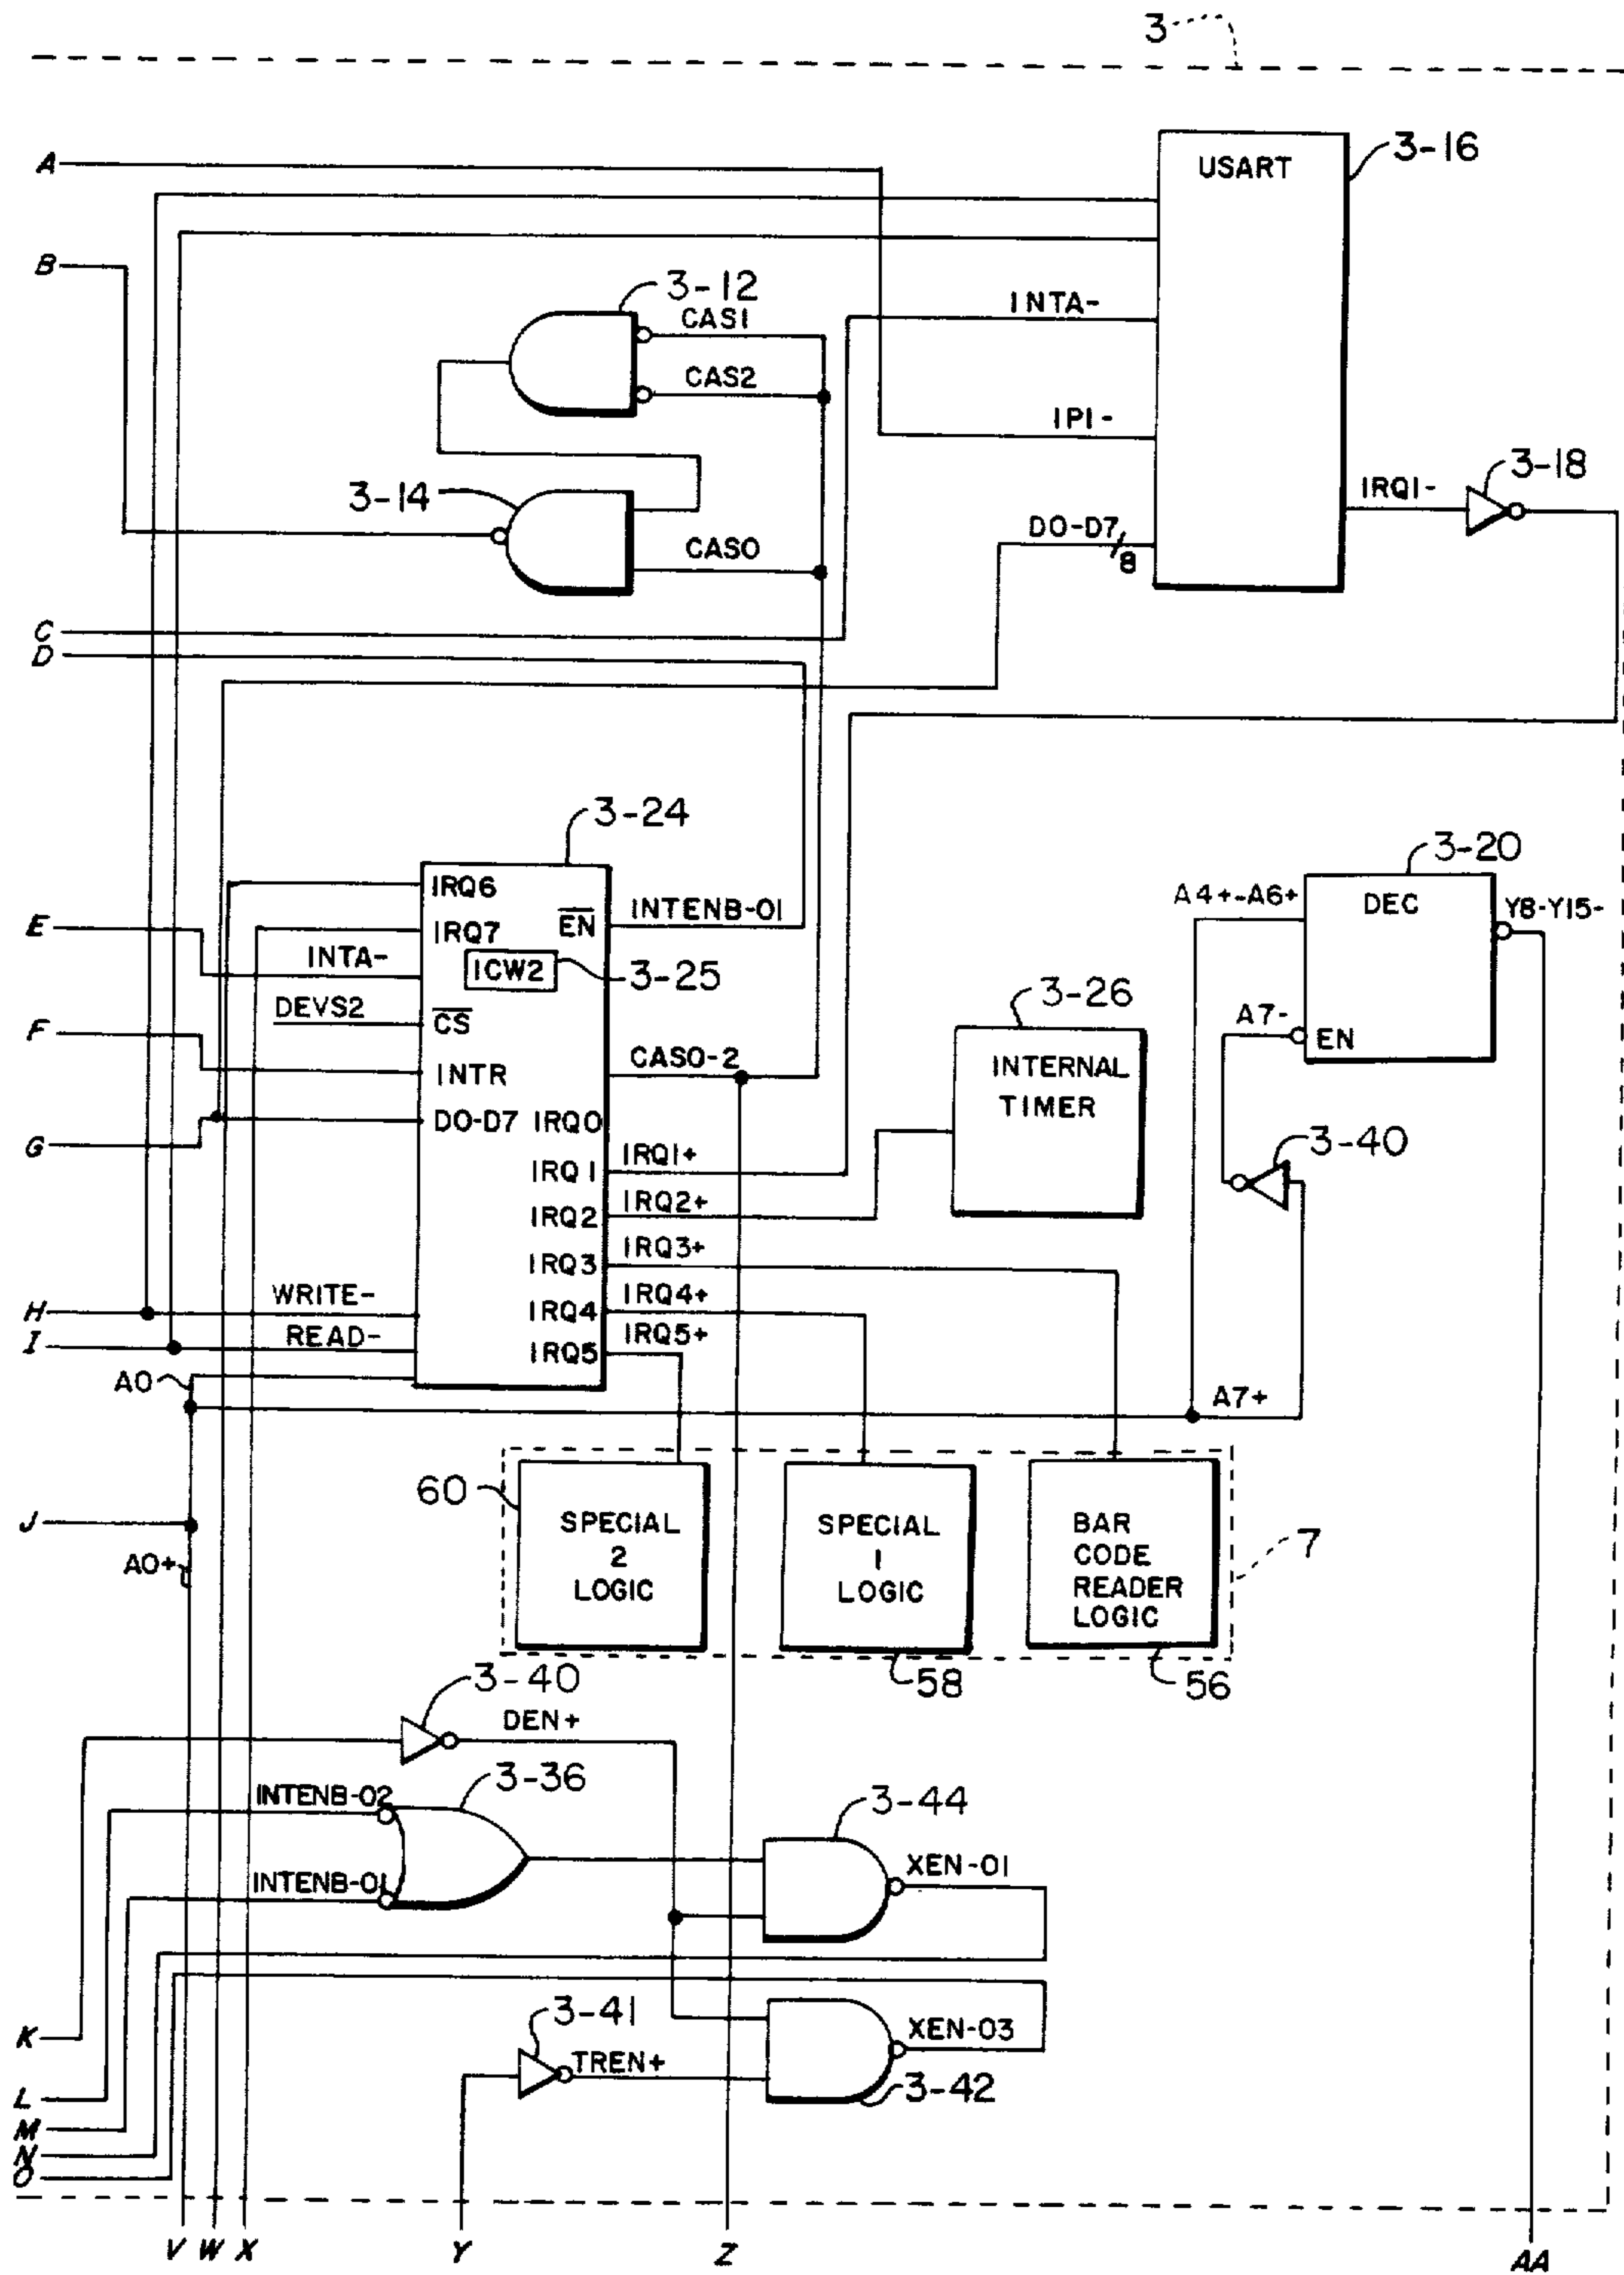 3
A
USART
3-16
B
3-12
CAS1
INTA-
CAS2
IPI-
3-14
IRQ1-
3-18
CAS0
D0-D7/8
C
D
3-24
3-20
IRQ6
A4+-A6+
DEC
Y8-Y15-
E
IRQ7
EN
INTENB-01
INTA-
ICW2
3-25
3-26
DEVS2
CS
A7-
EN
F
INTR
CAS0-2
INTERNAL
TIMER
D0-D7
IRQ0
G
3-40
IRQ1
IRQ1+
IRQ2
IRQ2+
IRQ3
IRQ3+
H
WRITE-
IRQ4
IRQ4+
I
READ-
IRQ5
IRQ5+
A0
A7+
60
J
SPECIAL
2
LOGIC
SPECIAL
1
LOGIC
BAR
CODE
READER
LOGIC
7
A0+
58
56
3-40
DEN+
3-36
INTENB-02
3-44
INTENB-01
XEN-01
3-41
K
XEN-03
TREN+
3-42
L
M
N
O
V W X
Y
Z
AA